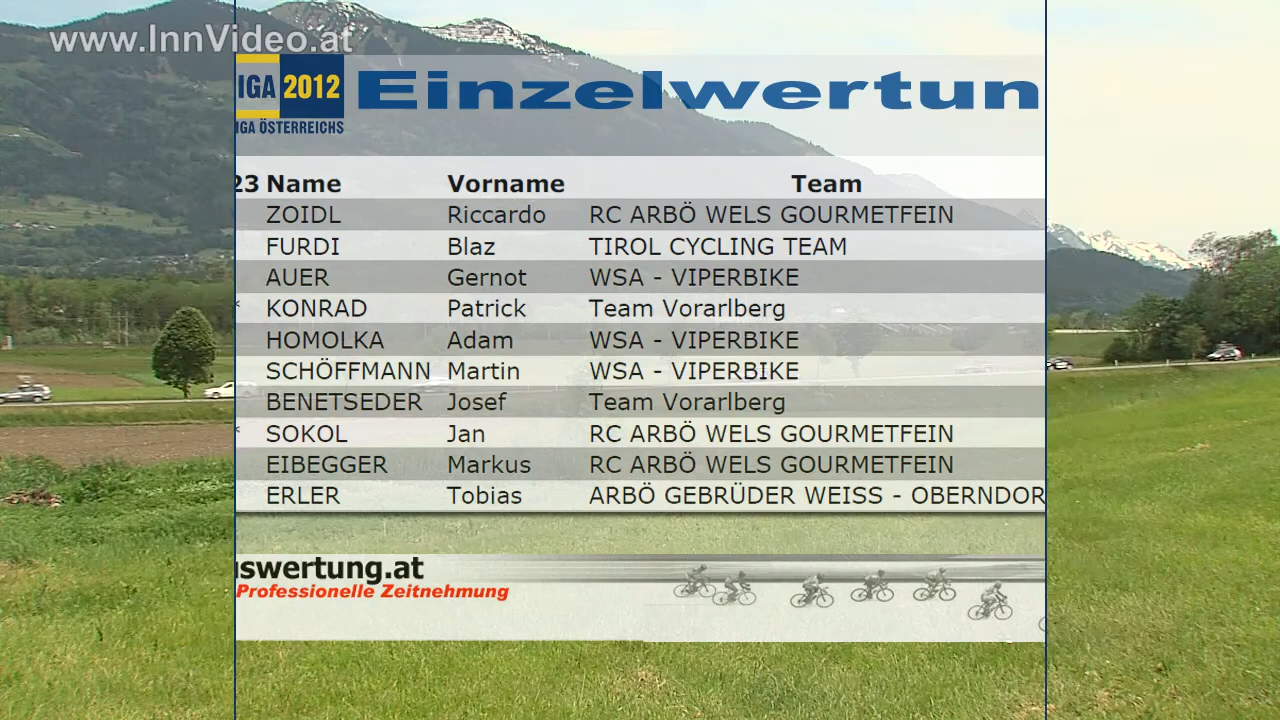 www.InnVideo.at
IGA 2012
IGA ÖSTERREICHS
Einzelwertun
23 Name Vorname Team
ZOIDL Riccardo RC ARBÖ WELS GOURMETFEIN
FURDI Blaz TIROL CYCLING TEAM
AUER Gernot WSA - VIPERBIKE
* KONRAD Patrick Team Vorarlberg
HOMOLKA Adam WSA - VIPERBIKE
SCHÖFFMANN Martin WSA - VIPERBIKE
BENETSEDER Josef Team Vorarlberg
* SOKOL Jan RC ARBÖ WELS GOURMETFEIN
EIBEGGER Markus RC ARBÖ WELS GOURMETFEIN
ERLER Tobias ARBÖ GEBRÜDER WEISS - OBERNDOR
uswertung.at
Professionelle Zeitnehmung